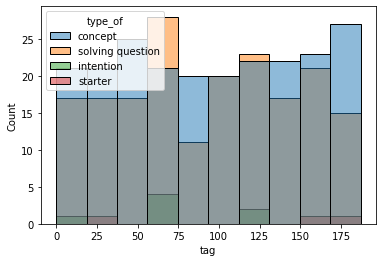 type_of
concept
solving question
intention
starter
Count
25
20
15
10
5
0
0 25 50 75 100 125 150 175
tag